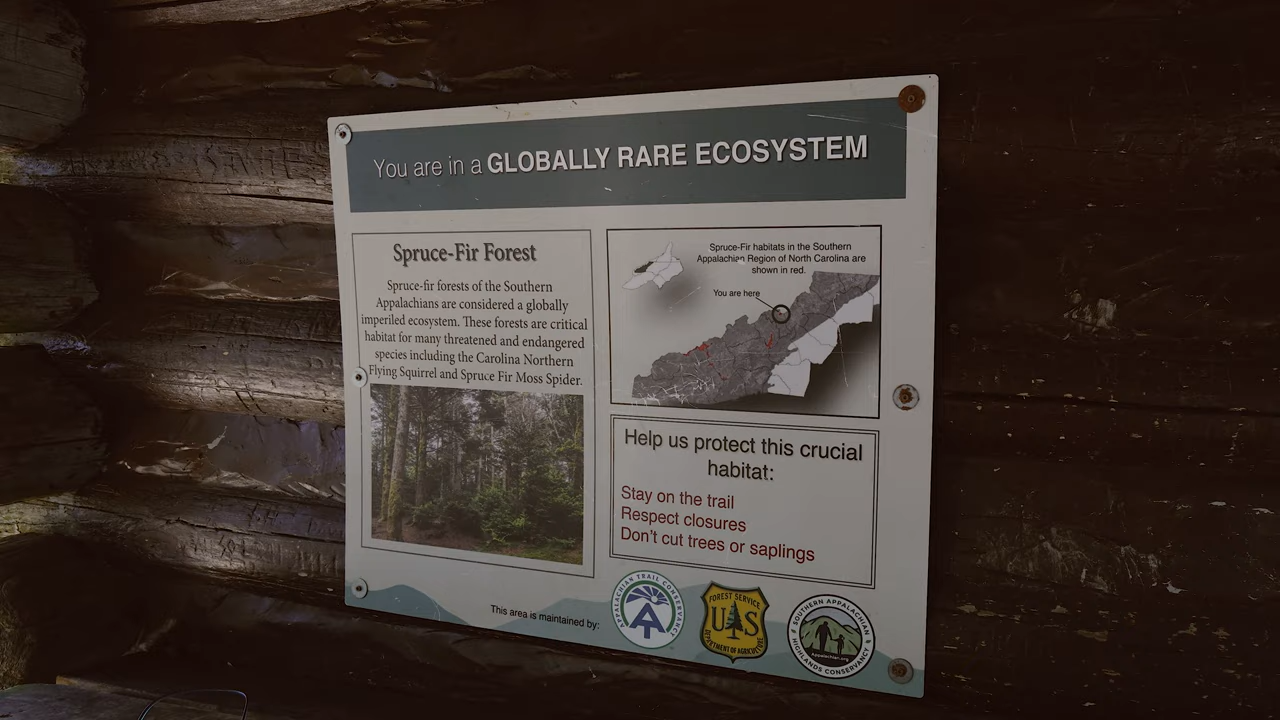 You are in a GLOBALLY RARE ECOSYSTEM
Spruce-Fir Forest
Spruce-fir forests of the Southern
Appalachians are considered a globally
imperiled ecosystem. These forests are critical
habitat for many threatened and endangered
species including the Carolina Northern
Flying Squirrel and Spruce Fir Moss Spider.
Spruce-Fir habitats in the Southern
Appalachian Region of North Carolina are
shown in red.
You are here
Help us protect this crucial
habitat:
Stay on the trail
Respect closures
Don't cut trees or saplings
This area is maintained by:
APPALACHIAN TRAIL CONSERVANCY
FOREST SERVICE
U S
DEPARTMENT OF AGRICULTURE
SOUTHERN APPALACHIAN
HIGHLANDS CONSERVANCY
Appalachian.org